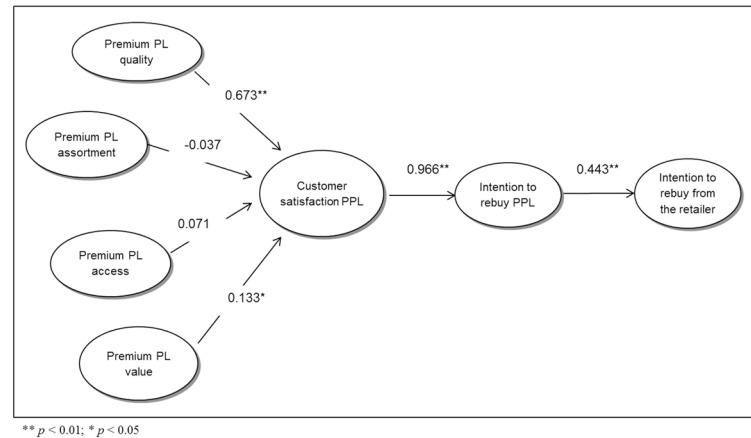 Premium PL
quality
0.673**
Premium PL
assortment
-0.037
Customer
satisfaction PPL
0.966**
Intention to
rebuy PPL
0.443**
Intention to
rebuy from
the retailer
0.071
Premium PL
access
0.133*
Premium PL
value
** p < 0.01; * p < 0.05